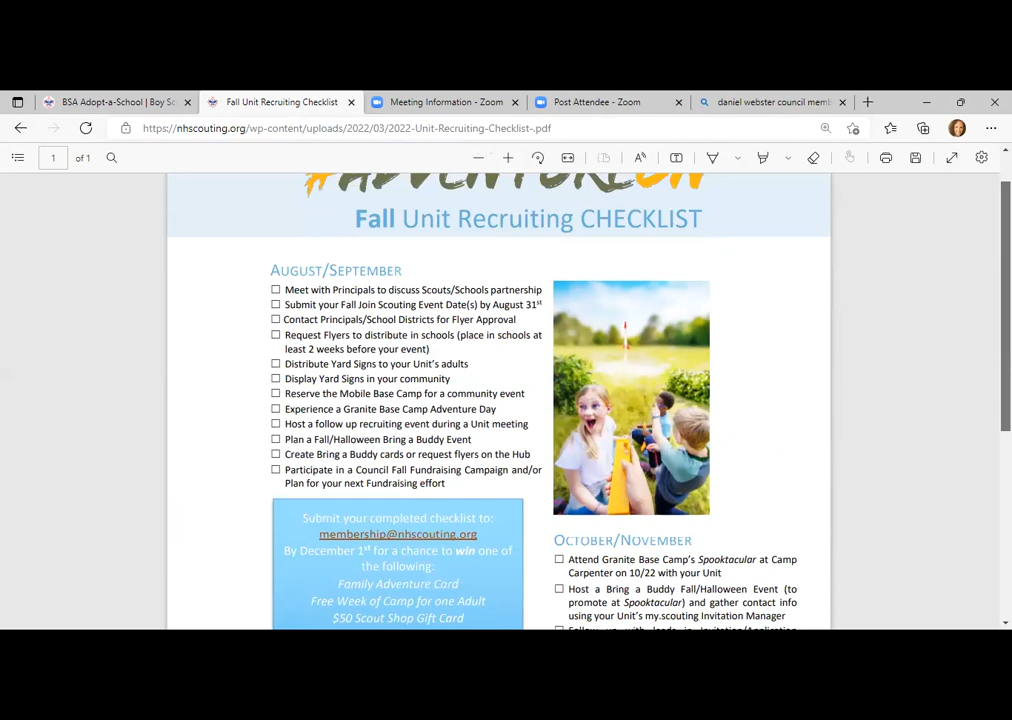 BSA Adopt-a-School | Boy Sc
Fall Unit Recruiting Checklist
Meeting Information - Zoom
Post Attendee - Zoom
daniel webster council memb
https://nhscouting.org/wp-content/uploads/2022/03/2022-Unit-Recruiting-Checklist-.pdf
1 of 1
#ADVENTUREON
Fall Unit Recruiting CHECKLIST
AUGUST/SEPTEMBER
☐ Meet with Principals to discuss Scouts/Schools partnership
☐ Submit your Fall Join Scouting Event Date(s) by August 31st
☐ Contact Principals/School Districts for Flyer Approval
☐ Request Flyers to distribute in schools (place in schools at
least 2 weeks before your event)
☐ Distribute Yard Signs to your Unit's adults
☐ Display Yard Signs in your community
☐ Reserve the Mobile Base Camp for a community event
☐ Experience a Granite Base Camp Adventure Day
☐ Host a follow up recruiting event during a Unit meeting
☐ Plan a Fall/Halloween Bring a Buddy Event
☐ Create Bring a Buddy cards or request flyers on the Hub
☐ Participate in a Council Fall Fundraising Campaign and/or
Plan for your next Fundraising effort
Submit your completed checklist to:
membership@nhscouting.org
By December 1st for a chance to win one of
the following:
Family Adventure Card
Free Week of Camp for one Adult
$50 Scout Shop Gift Card
OCTOBER/NOVEMBER
☐ Attend Granite Base Camp's Spooktacular at Camp
Carpenter on 10/22 with your Unit
☐ Host a Bring a Buddy Fall/Halloween Event (to
promote at Spooktacular) and gather contact info
using your Unit's my.scouting Invitation Manager
☐ Follow up with leads in Invitation/Application